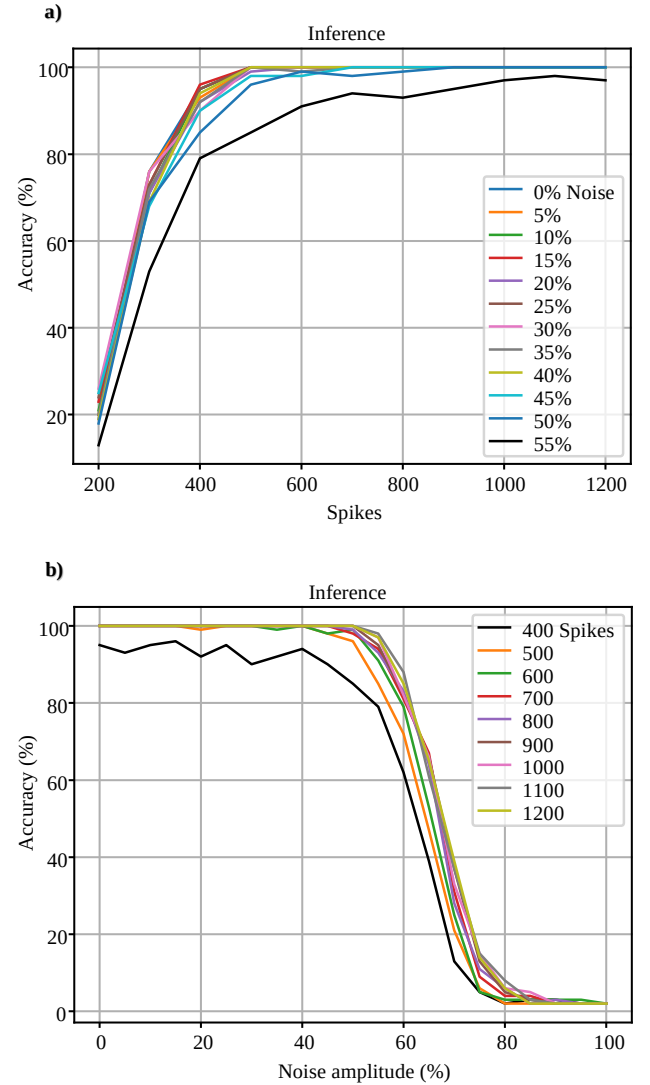 a)
Inference
100
80
60
40
20
Accuracy (%)
0% Noise
5%
10%
15%
20%
25%
30%
35%
40%
45%
50%
55%
200 400 600 800 1000 1200
Spikes
b)
Inference
100
80
60
40
20
0
Accuracy (%)
400 Spikes
500
600
700
800
900
1000
1100
1200
0 20 40 60 80 100
Noise amplitude (%)